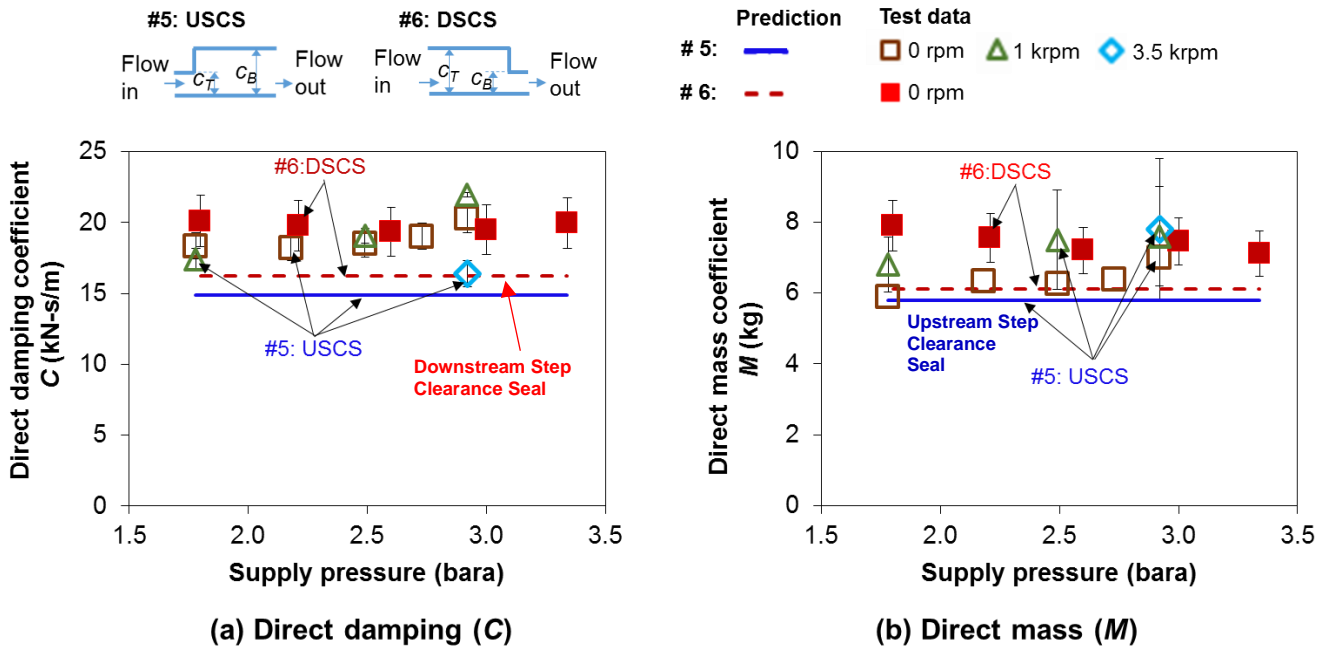 #5: USCS
#6: DSCS
Prediction
Test data
Flow in
Flow out
Flow in
Flow out
cT
cB
cT
cB
# 5:
0 rpm
1 krpm
3.5 krpm
# 6:
0 rpm
Direct damping coefficient
C (kN-s/m)
25
20
15
10
5
0
1.5
2.0
2.5
3.0
3.5
#6:DSCS
#5: USCS
Downstream Step
Clearance Seal
Supply pressure (bara)
(a) Direct damping (C)
Direct mass coefficient
M (kg)
10
8
6
4
2
0
1.5
2.0
2.5
3.0
3.5
#6:DSCS
Upstream Step
Clearance
Seal
#5: USCS
Supply pressure (bara)
(b) Direct mass (M)